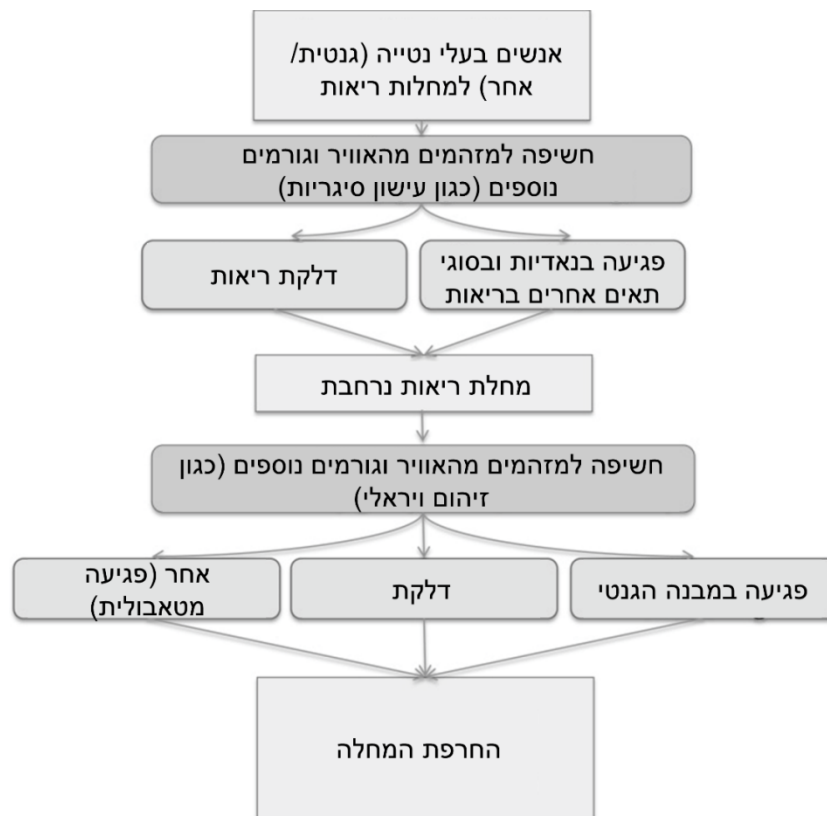 אנשים בעלי נטייה (גנטית/
אחר) למחלות ריאות
חשיפה למזהמים מהאוויר וגורמים
נוספים (כגון עישון סיגריות)
פגיעה בנאדיות ובסוגי
תאים אחרים בריאות
דלקת ריאות
מחלת ריאות נרחבת
חשיפה למזהמים מהאוויר וגורמים נוספים (כגון
זיהום ויראלי)
פגיעה במבנה הגנטי
דלקת
אחר (פגיעה
מטאבולית)
החרפת המחלה